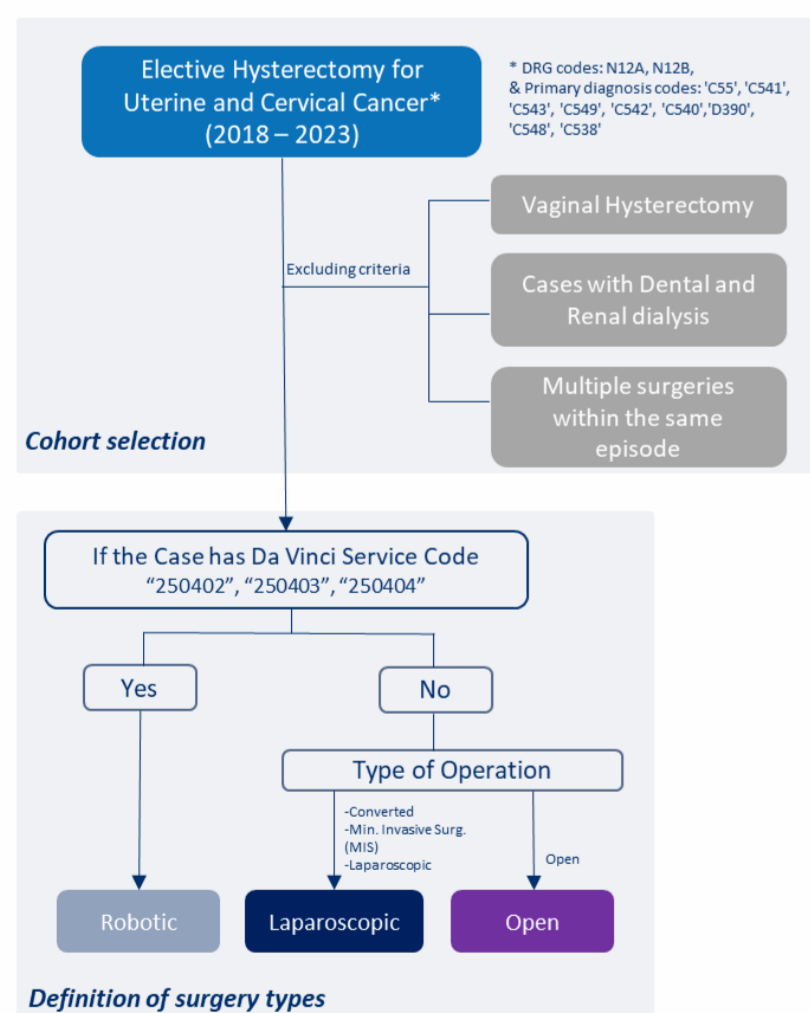 Elective Hysterectomy for
Uterine and Cervical Cancer*
(2018 – 2023)
* DRG codes: N12A, N12B,
& Primary diagnosis codes: 'C55', 'C541',
'C543', 'C549', 'C542', 'C540','D390',
'C548', 'C538'
Vaginal Hysterectomy
Excluding criteria
Cases with Dental and
Renal dialysis
Multiple surgeries
within the same
episode
Cohort selection
If the Case has Da Vinci Service Code
“250402”, “250403”, “250404”
Yes
No
Type of Operation
-Converted
-Min. Invasive Surg.
(MIS)
-Laparoscopic
Open
Robotic
Laparoscopic
Open
Definition of surgery types